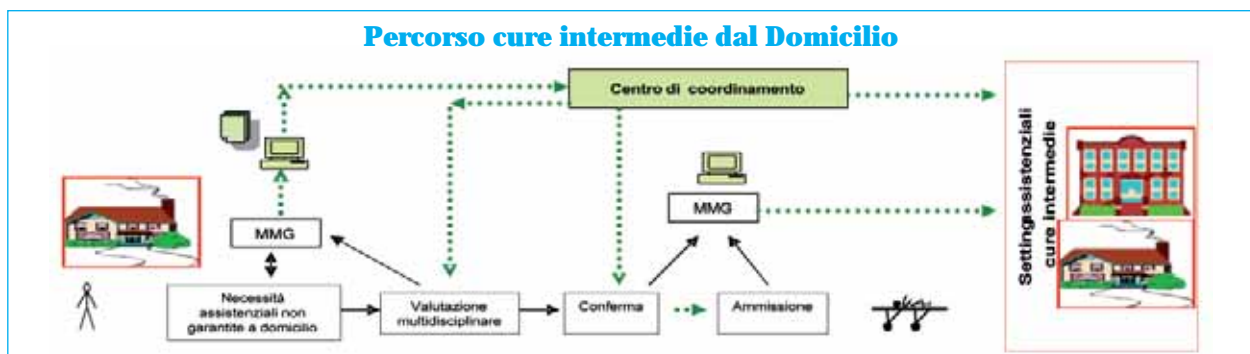 Percorso cure intermedie dal Domicilio
Centro di coordinamento
MMG
MMG
Necessità
assistenziali non
garantite a domicilio
Valutazione
multidisciplinare
Conferma
Ammissione
Settingassistenziali
cure intermedie